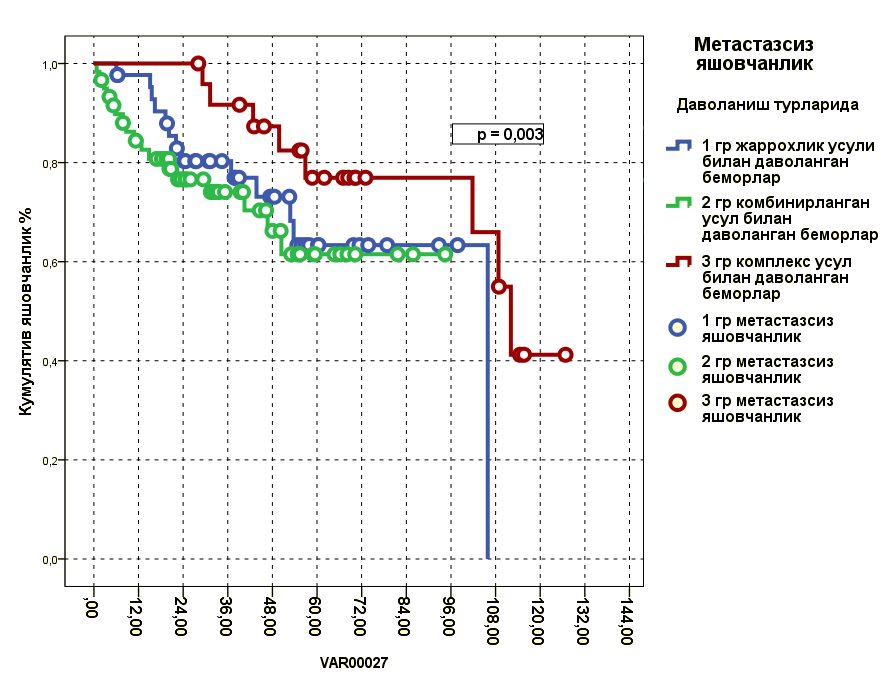 Метастазсиз
яшовчанлик
Даволаниш турларида
1 гр жаррохлик усули
билан даволанган
беморлар
2 гр комбинирланган
усул билан
даволанган беморлар
3 гр комплекс усул
билан даволанган
беморлар
1 гр метастазсиз
яшовчанлик
2 гр метастазсиз
яшовчанлик
3 гр метастазсиз
яшовчанлик
p = 0,003
Кумулятив яшовчанлик %
1,0
0,8
0,6
0,4
0,2
0,0
,00
12,00
24,00
36,00
48,00
60,00
72,00
84,00
96,00
108,00
120,00
132,00
144,00
VAR00027